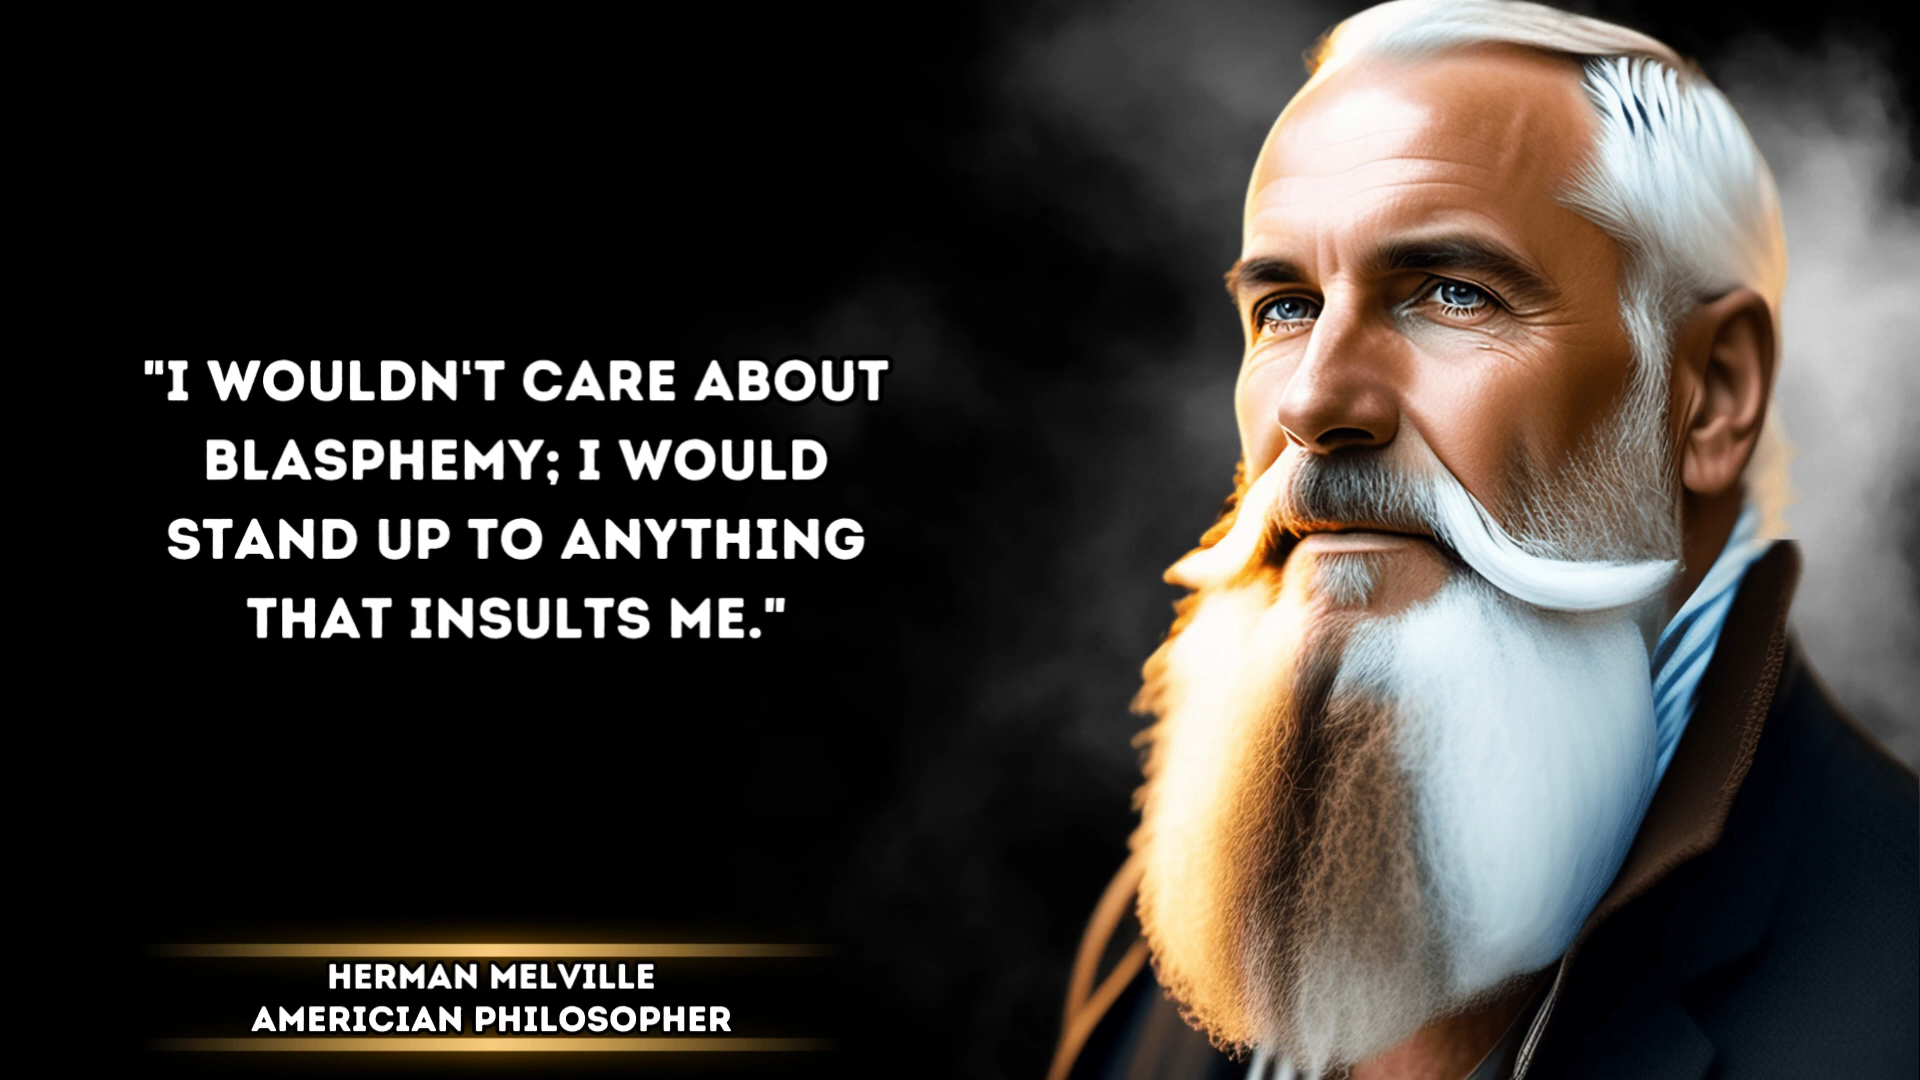 "I WOULDN'T CARE ABOUT
BLASPHEMY; I WOULD
STAND UP TO ANYTHING
THAT INSULTS ME."
HERMAN MELVILLE
AMERICIAN PHILOSOPHER